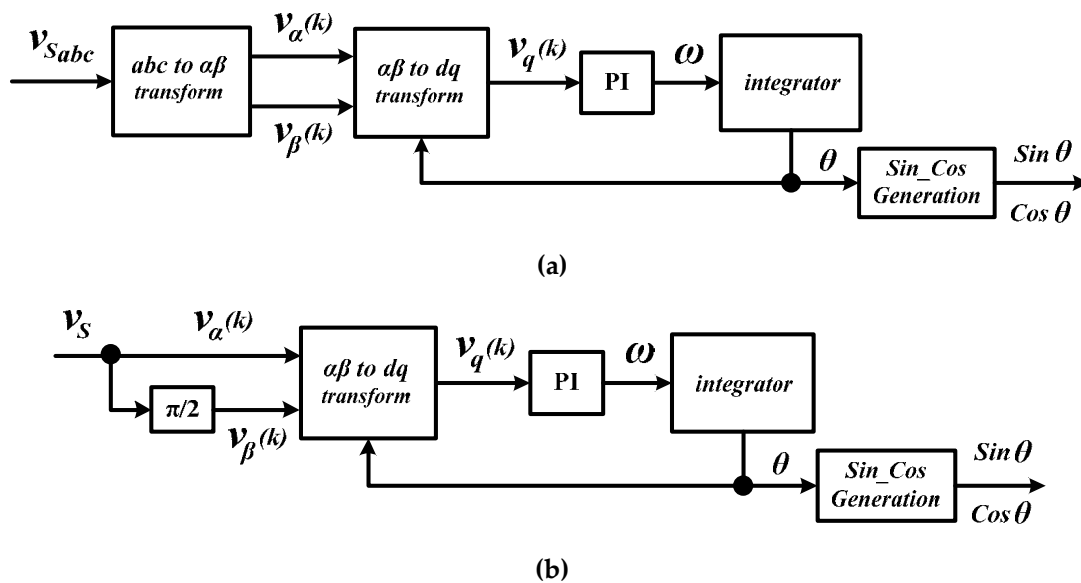 v_Sabc
abc to αβ
transform
v_α(k)
v_β(k)
αβ to dq
transform
v_q(k)
PI
ω
integrator
θ
Sin_Cos
Generation
Sin θ
Cos θ
(a)
v_S
v_α(k)
π/2
v_β(k)
αβ to dq
transform
v_q(k)
PI
ω
integrator
θ
Sin_Cos
Generation
Sin θ
Cos θ
(b)